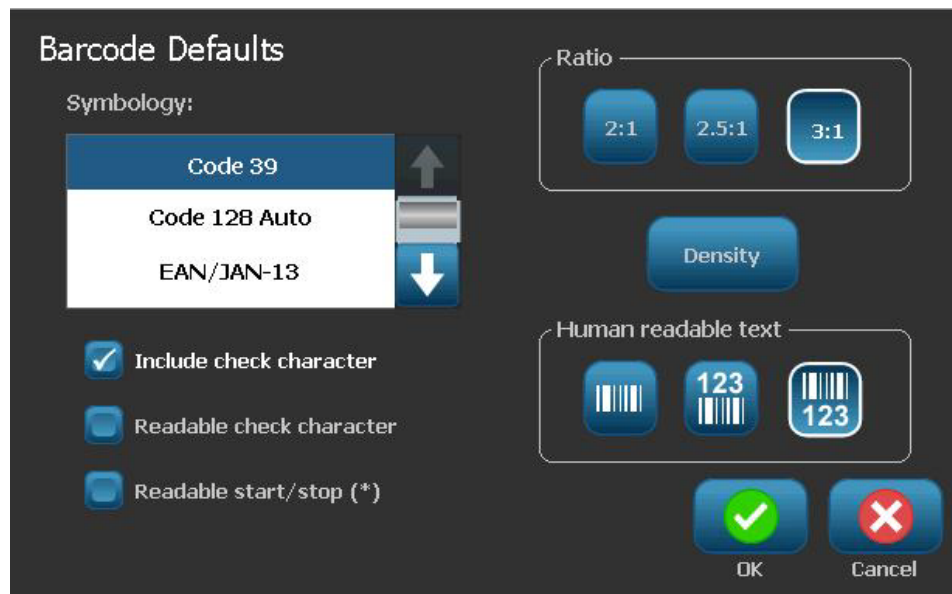 Barcode Defaults
Symbology:
Code 39
Code 128 Auto
EAN/JAN-13
Include check character
Readable check character
Readable start/stop (*)
Ratio
2:1 2.5:1 3:1
Density
Human readable text
123
123
OK Cancel